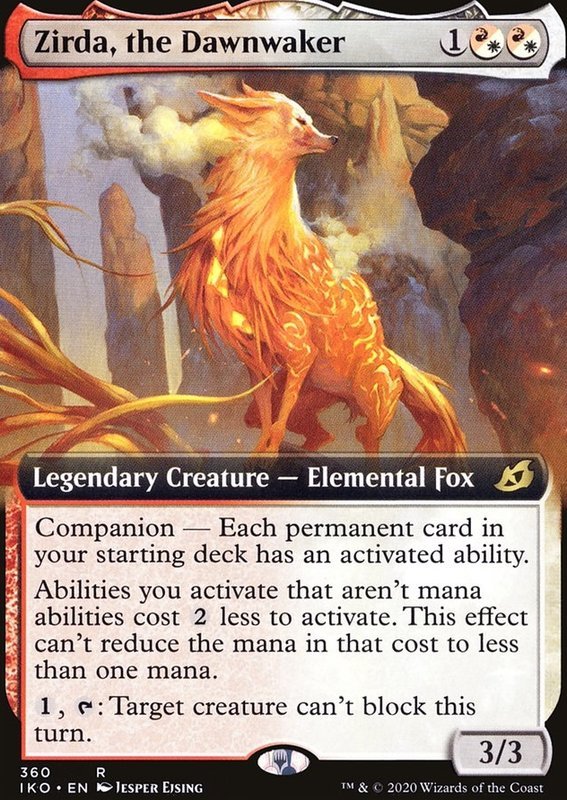 Zirda, the Dawnwaker 1
Legendary Creature — Elemental Fox
Companion — Each permanent card in
your starting deck has an activated ability.
Abilities you activate that aren't mana
abilities cost 2 less to activate. This effect
can't reduce the mana in that cost to less
than one mana.
1, : Target creature can't block this
turn.
3/3
360 R
IKO • EN Jesper Ejsing
™ & © 2020 Wizards of the Coast